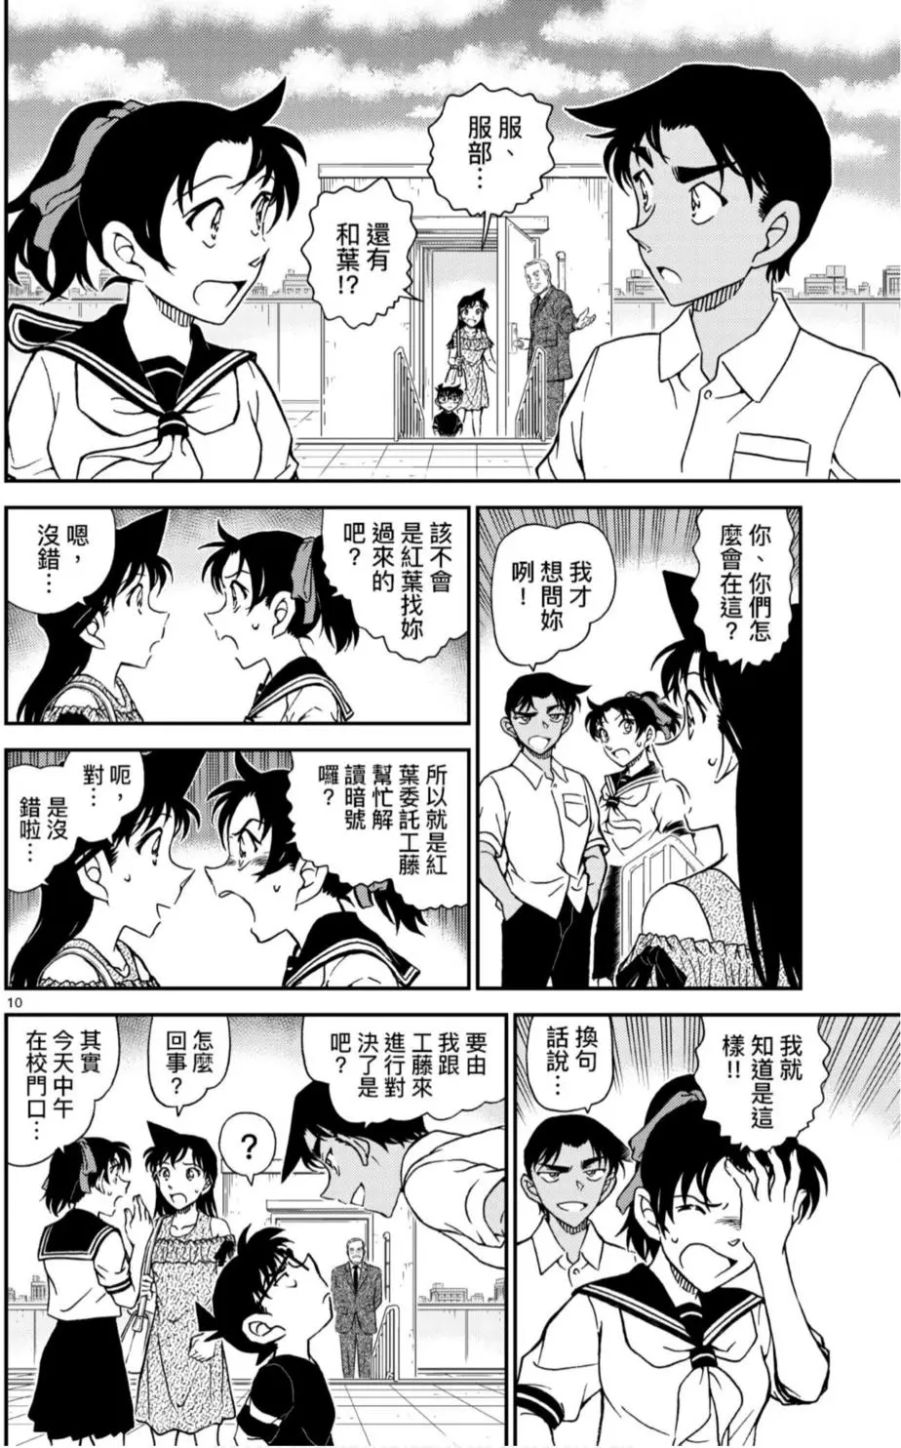 服、
服部…
還有
和葉!?
你、你們怎
麼會在這？
我才
想問妳
咧！
該不會
是紅葉找妳
過來的
吧？
嗯，
沒錯…
所以就是紅
葉委託工藤
幫忙解
讀暗號
囉？
呃，
對…
是沒
錯啦…
10
我就
知道是這
樣!!
換句
話說…
要由
我跟
工藤來
進行對
決了是
吧？
？
怎麼
回事？
其實
今天中午
在校門口…